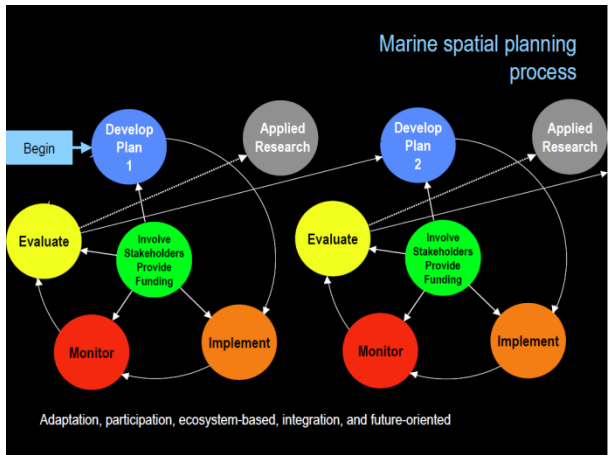 Marine spatial planning
process
Begin
Develop
Plan
1
Applied
Research
Develop
Plan
2
Applied
Research
Evaluate
Involve
Stakeholders
Provide
Funding
Evaluate
Involve
Stakeholders
Provide
Funding
Monitor
Implement
Monitor
Implement
Adaptation, participation, ecosystem-based, integration, and future-oriented